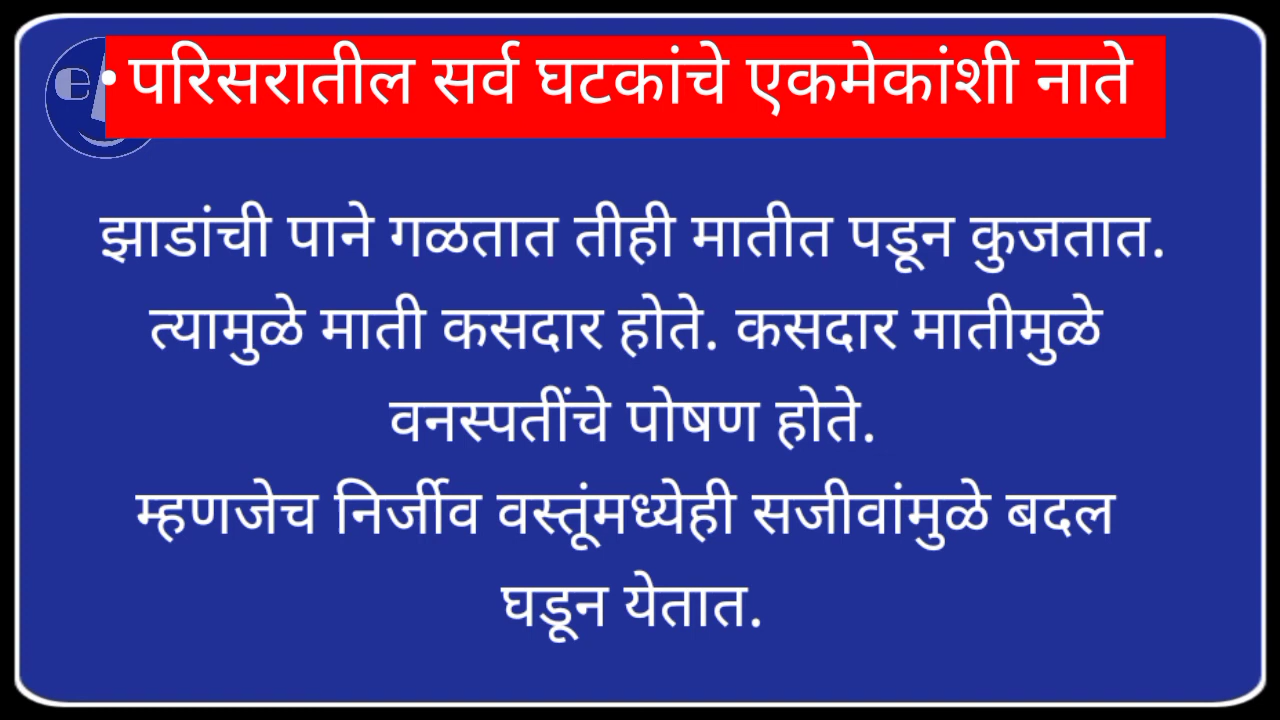 • परिसरातील सर्व घटकांचे एकमेकांशी नाते
झाडांची पाने गळतात तीही मातीत पडून कुजतात.
त्यामुळे माती कसदार होते. कसदार मातीमुळे
वनस्पतींचे पोषण होते.
म्हणजेच निर्जीव वस्तूंमध्येही सजीवांमुळे बदल
घडून येतात.